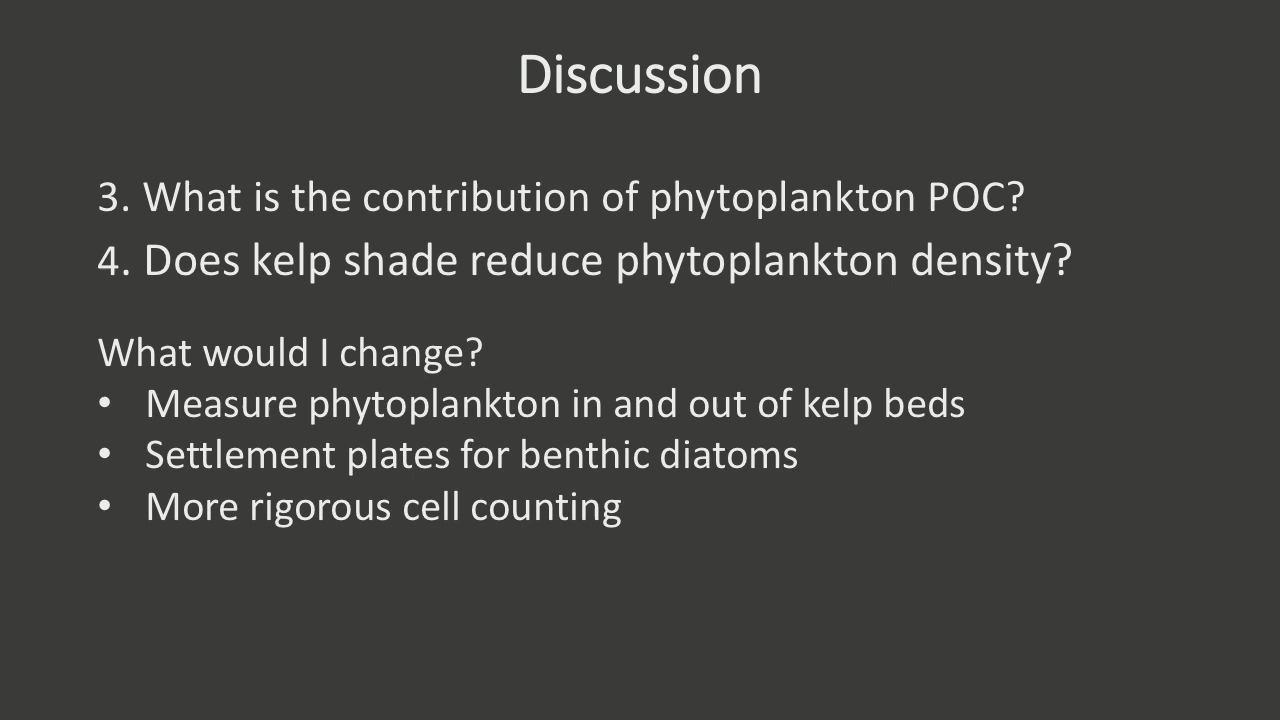 Discussion
3. What is the contribution of phytoplankton POC?
4. Does kelp shade reduce phytoplankton density?
What would I change?
• Measure phytoplankton in and out of kelp beds
• Settlement plates for benthic diatoms
• More rigorous cell counting